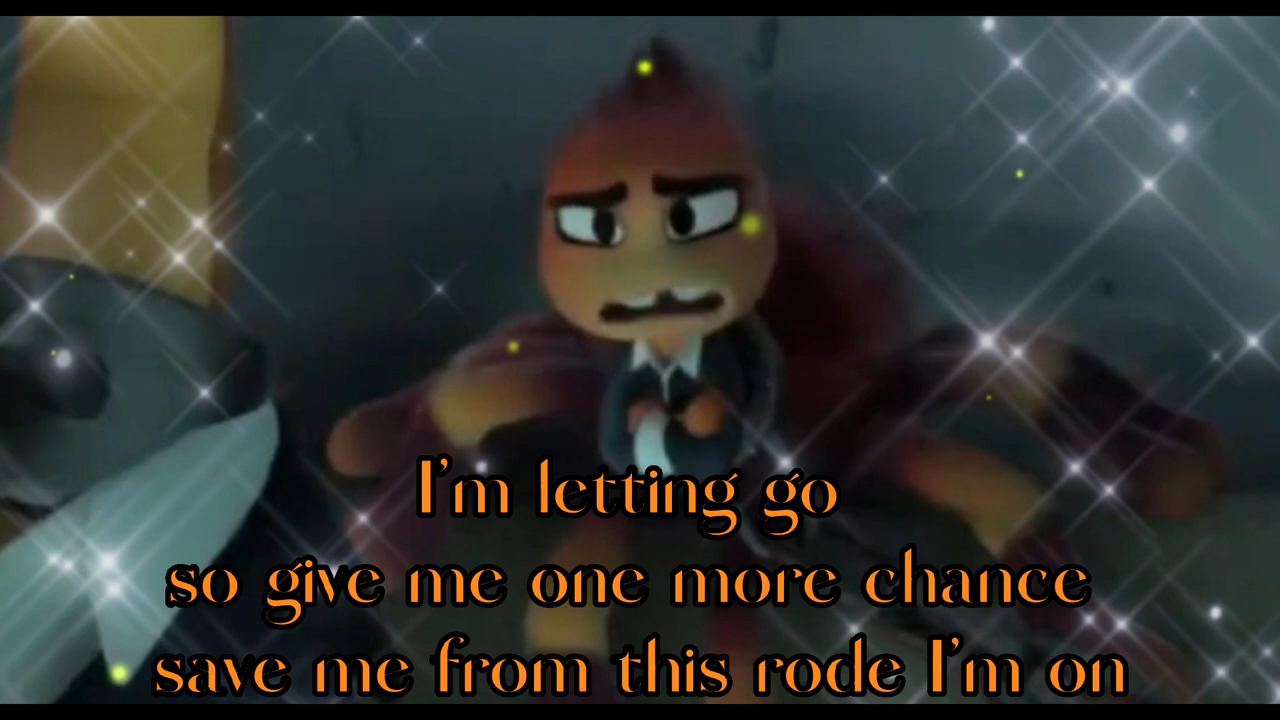 I'm letting go
so give me one more chance
save me from this rode I'm on